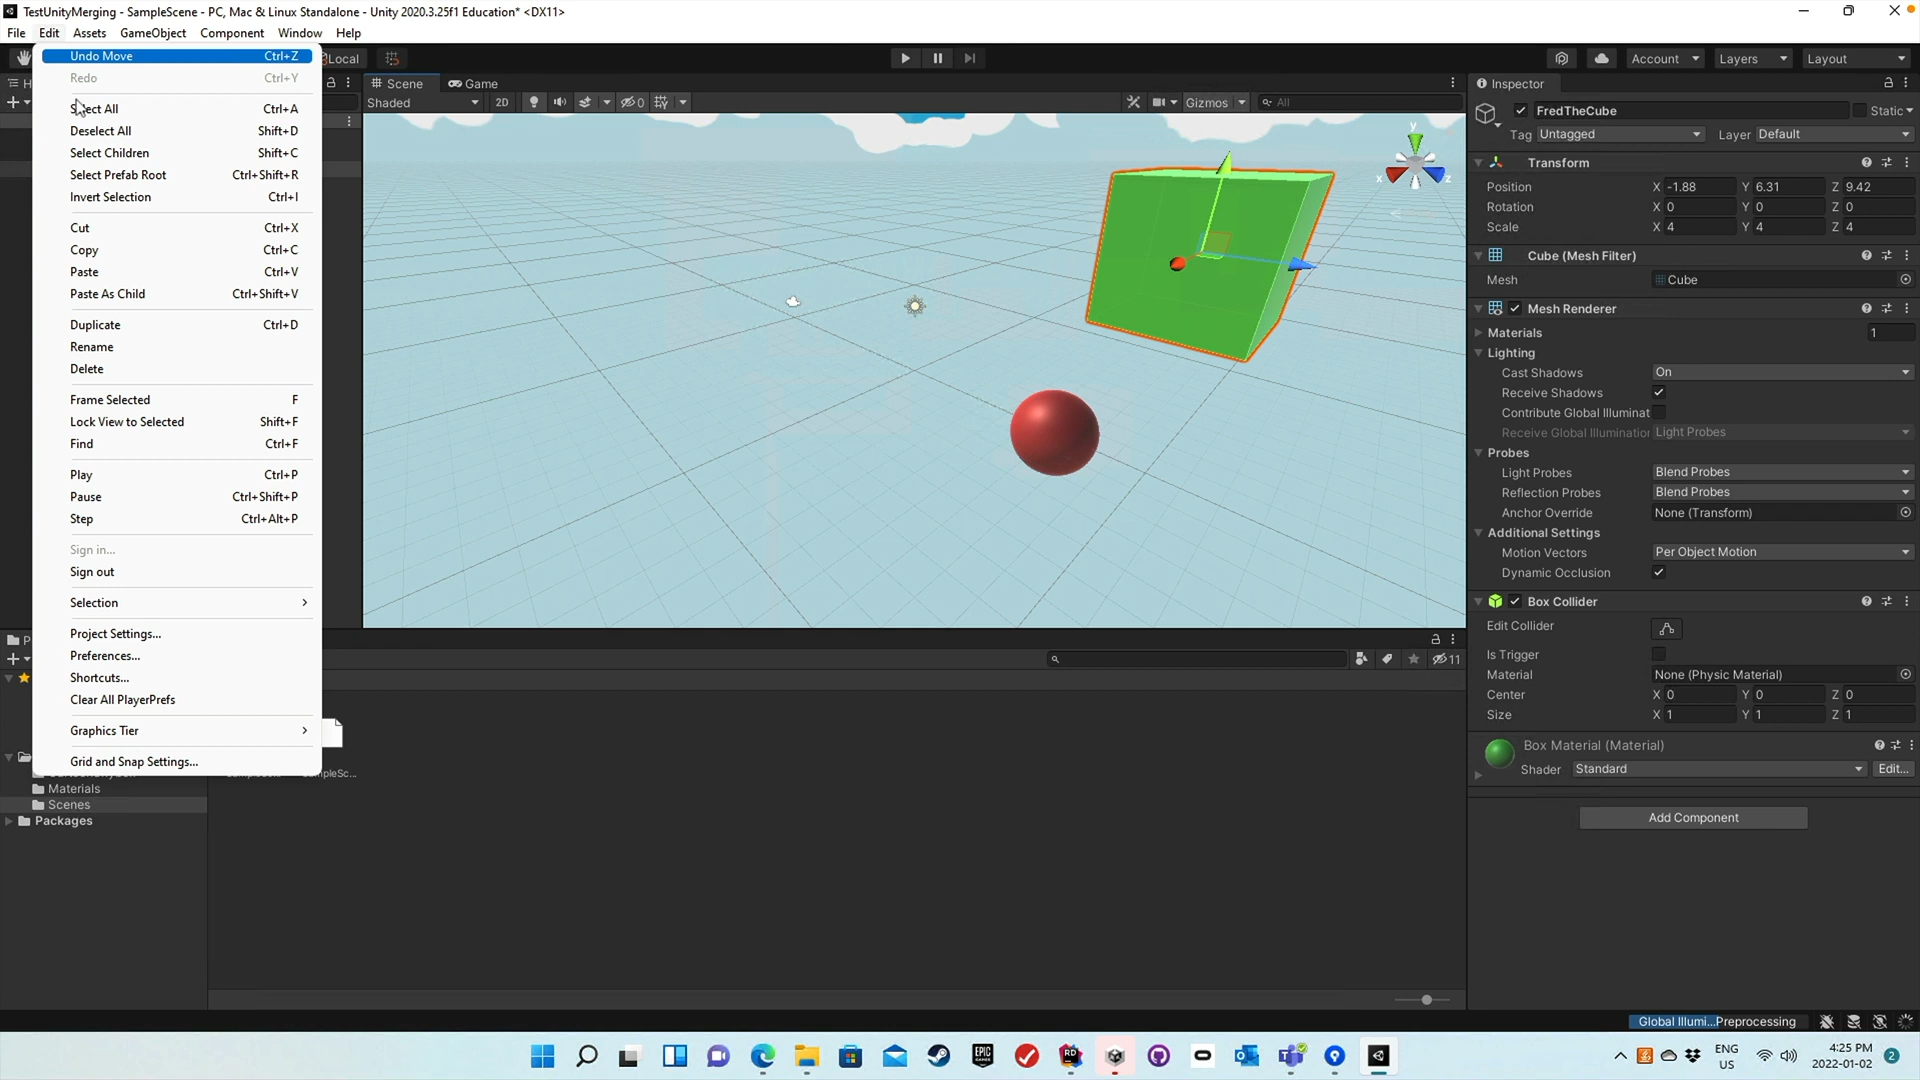 TestUnityMerging - SampleScene - PC, Mac & Linux Standalone - Unity 2020.3.25f1 Education* <DX11>
File Edit Assets GameObject Component Window Help
Undo Move Ctrl+Z
Redo Ctrl+Y
Select All Ctrl+A
Deselect All Shift+D
Select Children Shift+C
Select Prefab Root Ctrl+Shift+R
Invert Selection Ctrl+I
Cut Ctrl+X
Copy Ctrl+C
Paste Ctrl+V
Paste As Child Ctrl+Shift+V
Duplicate Ctrl+D
Rename
Delete
Frame Selected F
Lock View to Selected Shift+F
Find Ctrl+F
Play Ctrl+P
Pause Ctrl+Shift+P
Step Ctrl+Alt+P
Sign in...
Sign out
Selection
Project Settings...
Preferences...
Shortcuts...
Clear All PlayerPrefs
Graphics Tier
Grid and Snap Settings...
Materials
Scenes
Packages
Local
Account Layers Layout
Scene Game
Shaded 2D 0 Gizmos All
y
x z
11
Inspector
FredTheCube Static
Tag Untagged Layer Default
Transform
Position X -1.88 Y 6.31 Z 9.42
Rotation X 0 Y 0 Z 0
Scale X 4 Y 4 Z 4
Cube (Mesh Filter)
Mesh Cube
Mesh Renderer
Materials 1
Lighting
Cast Shadows On
Receive Shadows
Contribute Global Illuminat
Receive Global Illumination Light Probes
Probes
Light Probes Blend Probes
Reflection Probes Blend Probes
Anchor Override None (Transform)
Additional Settings
Motion Vectors Per Object Motion
Dynamic Occlusion
Box Collider
Edit Collider
Is Trigger
Material None (Physic Material)
Center X 0 Y 0 Z 0
Size X 1 Y 1 Z 1
Box Material (Material)
Shader Standard Edit...
Add Component
Global Illumi...Preprocessing
EPIC GAMES
RD
ENG
US
4:25 PM
2022-01-02
2